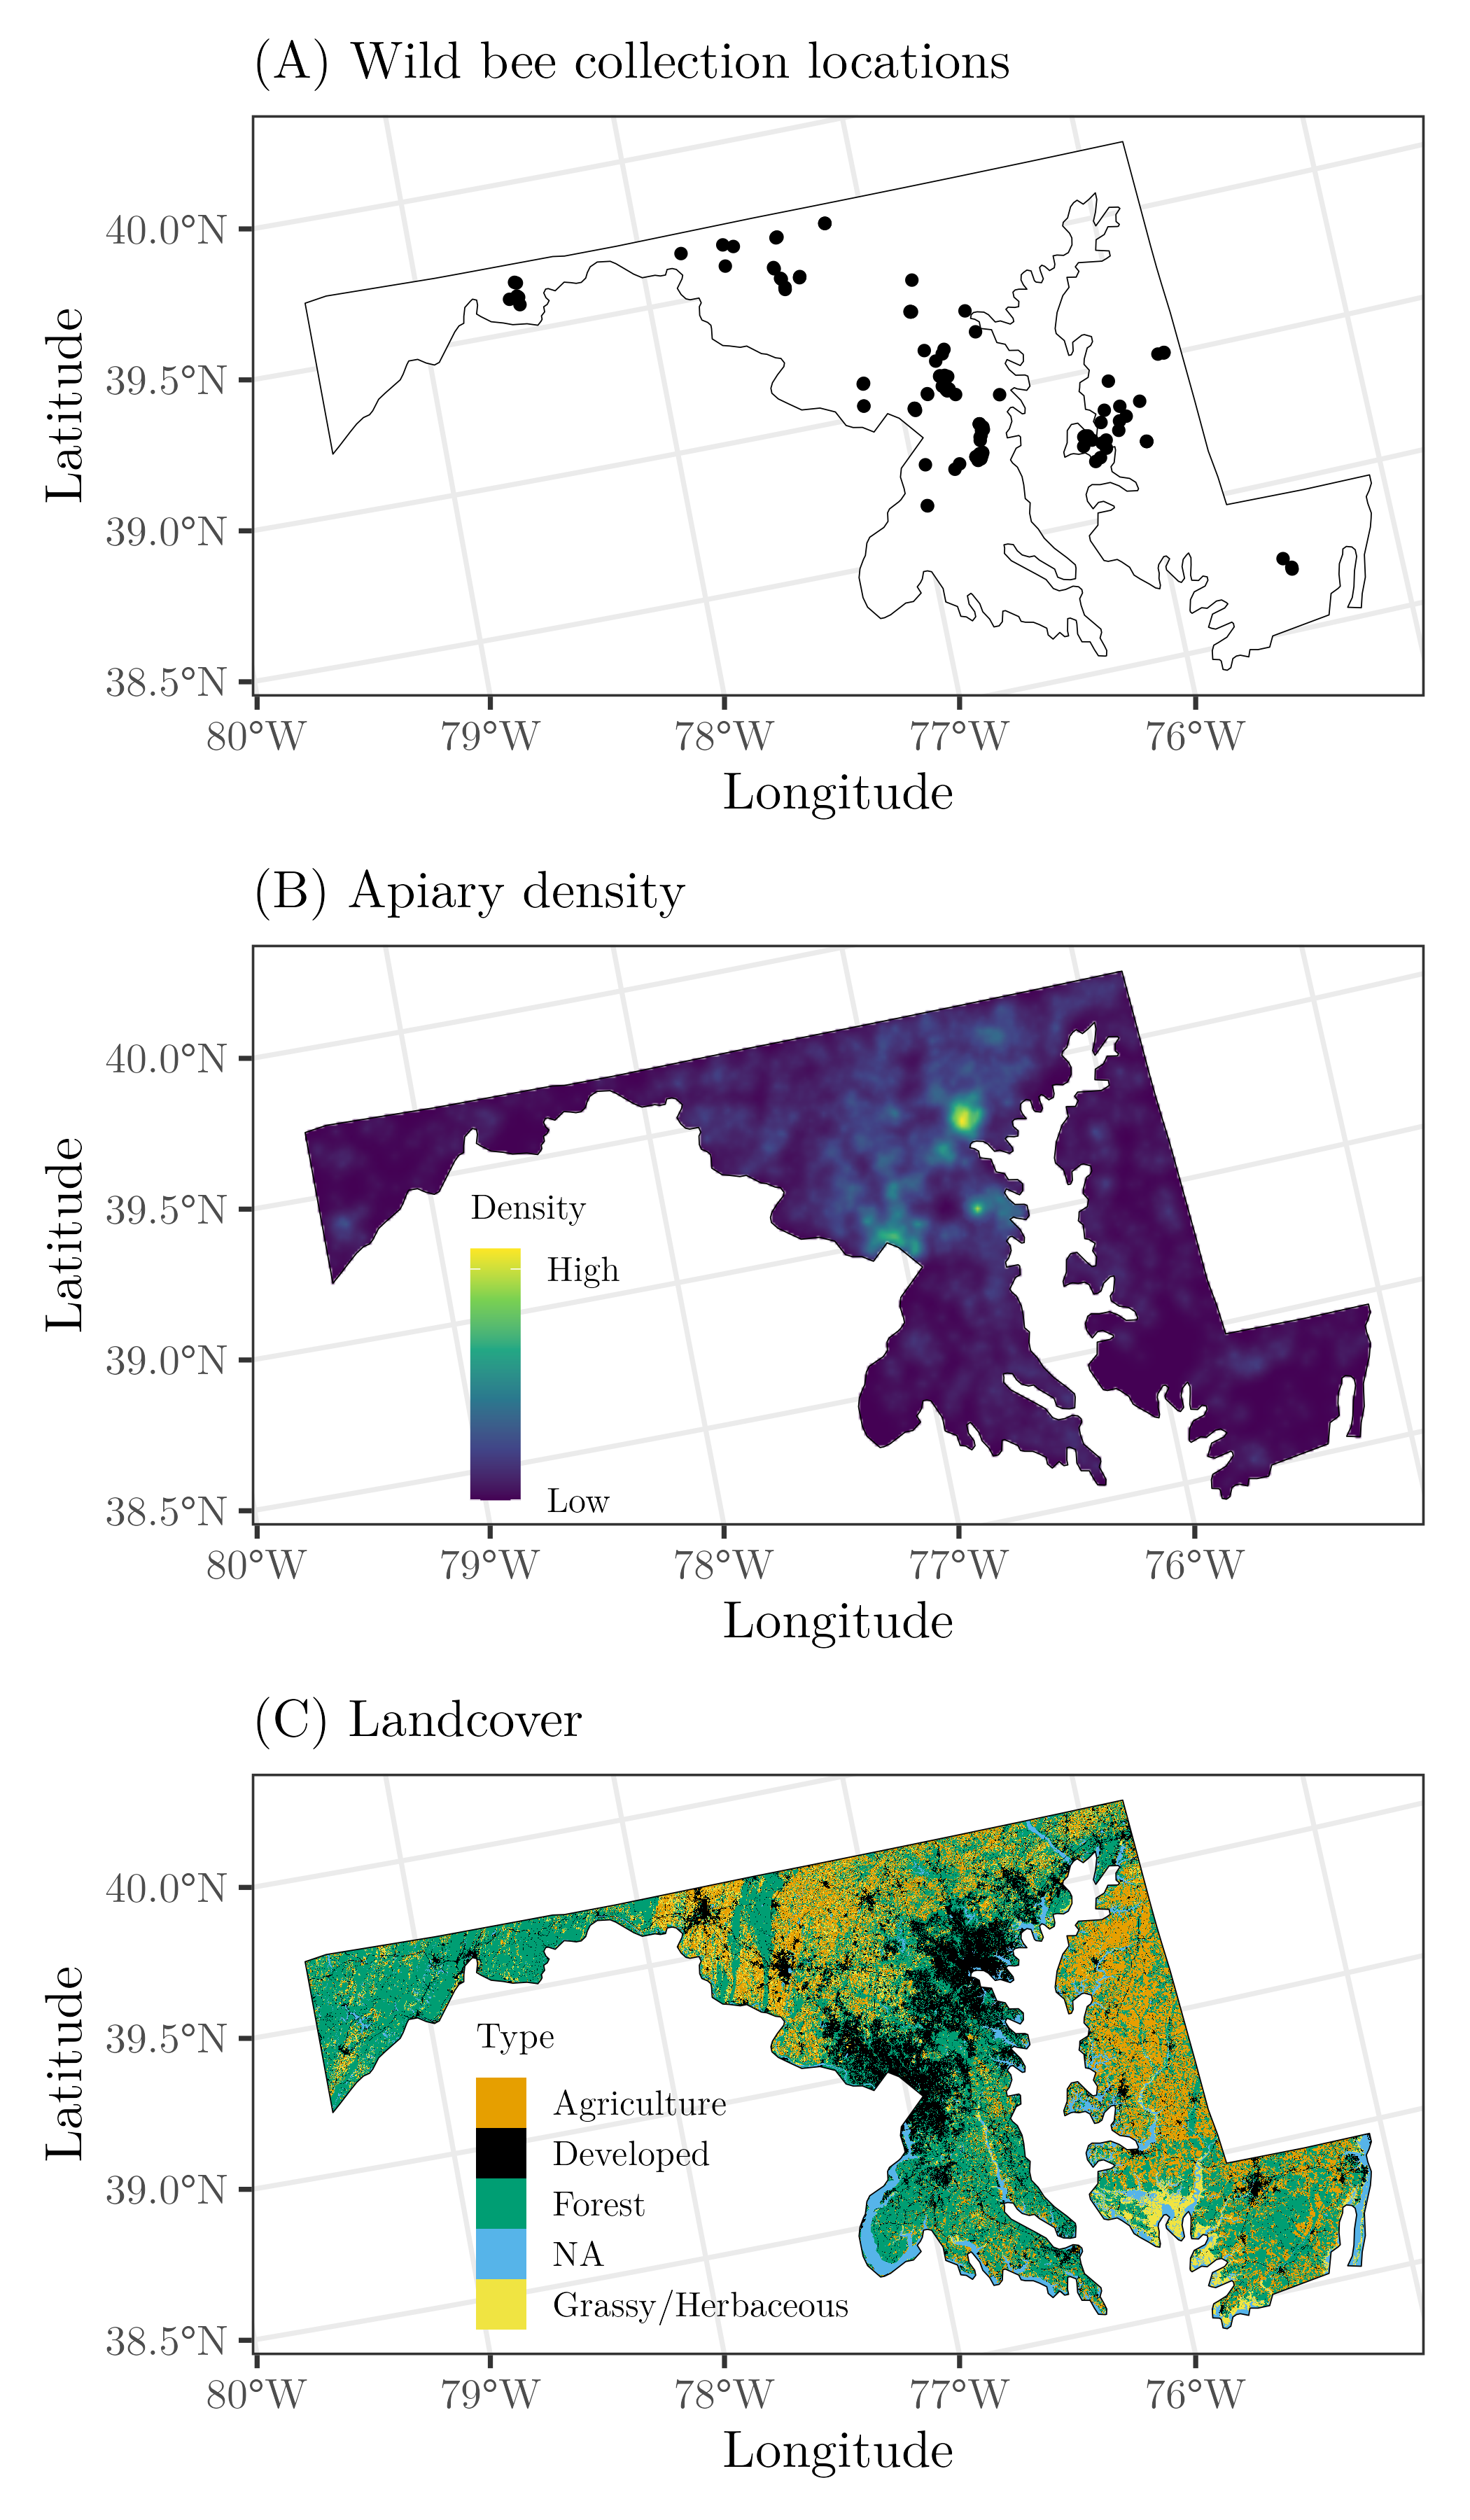 (A) Wild bee collection locations
Latitude
40.0°N
39.5°N
39.0°N
38.5°N
80°W 79°W 78°W 77°W 76°W
Longitude
(B) Apiary density
Latitude
40.0°N
39.5°N
39.0°N
38.5°N
Density
High
Low
80°W 79°W 78°W 77°W 76°W
Longitude
(C) Landcover
Latitude
40.0°N
39.5°N
39.0°N
38.5°N
Type
Agriculture
Developed
Forest
NA
Grassy/Herbaceous
80°W 79°W 78°W 77°W 76°W
Longitude